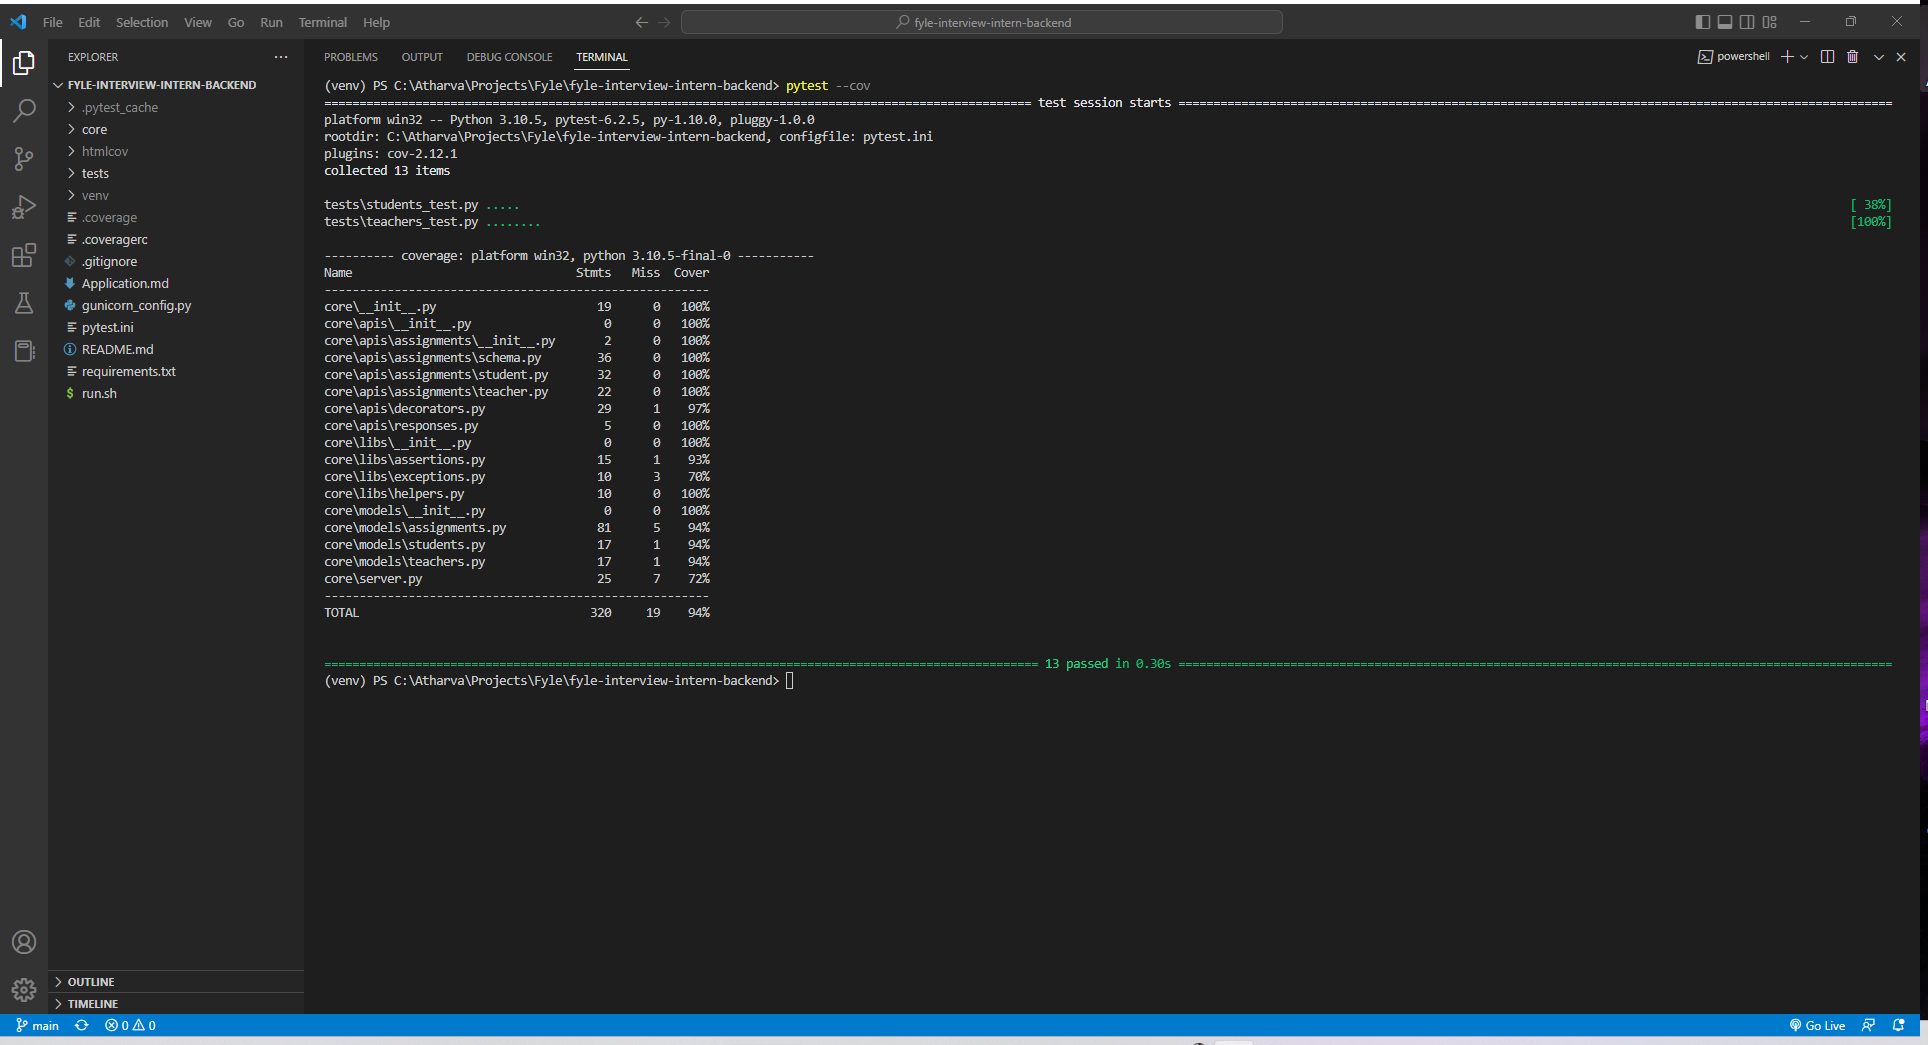 File Edit Selection View Go Run Terminal Help
fyle-interview-intern-backend
EXPLORER
FYLE-INTERVIEW-INTERN-BACKEND
.pytest_cache
core
htmlcov
tests
venv
.coverage
.coveragerc
.gitignore
Application.md
gunicorn_config.py
pytest.ini
README.md
requirements.txt
$ run.sh
OUTLINE
TIMELINE
PROBLEMS OUTPUT DEBUG CONSOLE TERMINAL
powershell
(venv) PS C:\Atharva\Projects\Fyle\fyle-interview-intern-backend> pytest --cov
test session starts
platform win32 -- Python 3.10.5, pytest-6.2.5, py-1.10.0, pluggy-1.0.0
rootdir: C:\Atharva\Projects\Fyle\fyle-interview-intern-backend, configfile: pytest.ini
plugins: cov-2.12.1
collected 13 items
tests\students_test.py ..... [ 38%]
tests\teachers_test.py ........ [100%]
---------- coverage: platform win32, python 3.10.5-final-0 -----------
Name Stmts Miss Cover
-------------------------------------------------------
core\__init__.py 19 0 100%
core\apis\__init__.py 0 0 100%
core\apis\assignments\__init__.py 2 0 100%
core\apis\assignments\schema.py 36 0 100%
core\apis\assignments\student.py 32 0 100%
core\apis\assignments\teacher.py 22 0 100%
core\apis\decorators.py 29 1 97%
core\apis\responses.py 5 0 100%
core\libs\__init__.py 0 0 100%
core\libs\assertions.py 15 1 93%
core\libs\exceptions.py 10 3 70%
core\libs\helpers.py 10 0 100%
core\models\__init__.py 0 0 100%
core\models\assignments.py 81 5 94%
core\models\students.py 17 1 94%
core\models\teachers.py 17 1 94%
core\server.py 25 7 72%
-------------------------------------------------------
TOTAL 320 19 94%
13 passed in 0.30s
(venv) PS C:\Atharva\Projects\Fyle\fyle-interview-intern-backend>
main 0 0 Go Live